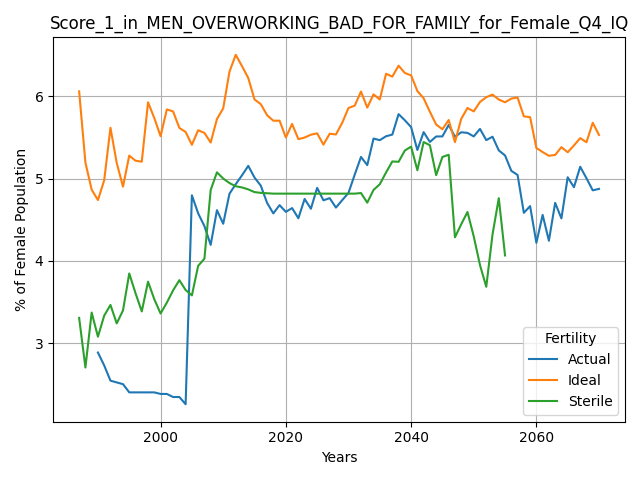 Score_1_in_MEN_OVERWORKING_BAD_FOR_FAMILY_for_Female_Q4_IQ
% of Female Population
6
5
4
3
2000
2020
2040
2060
Years
Fertility
Actual
Ideal
Sterile